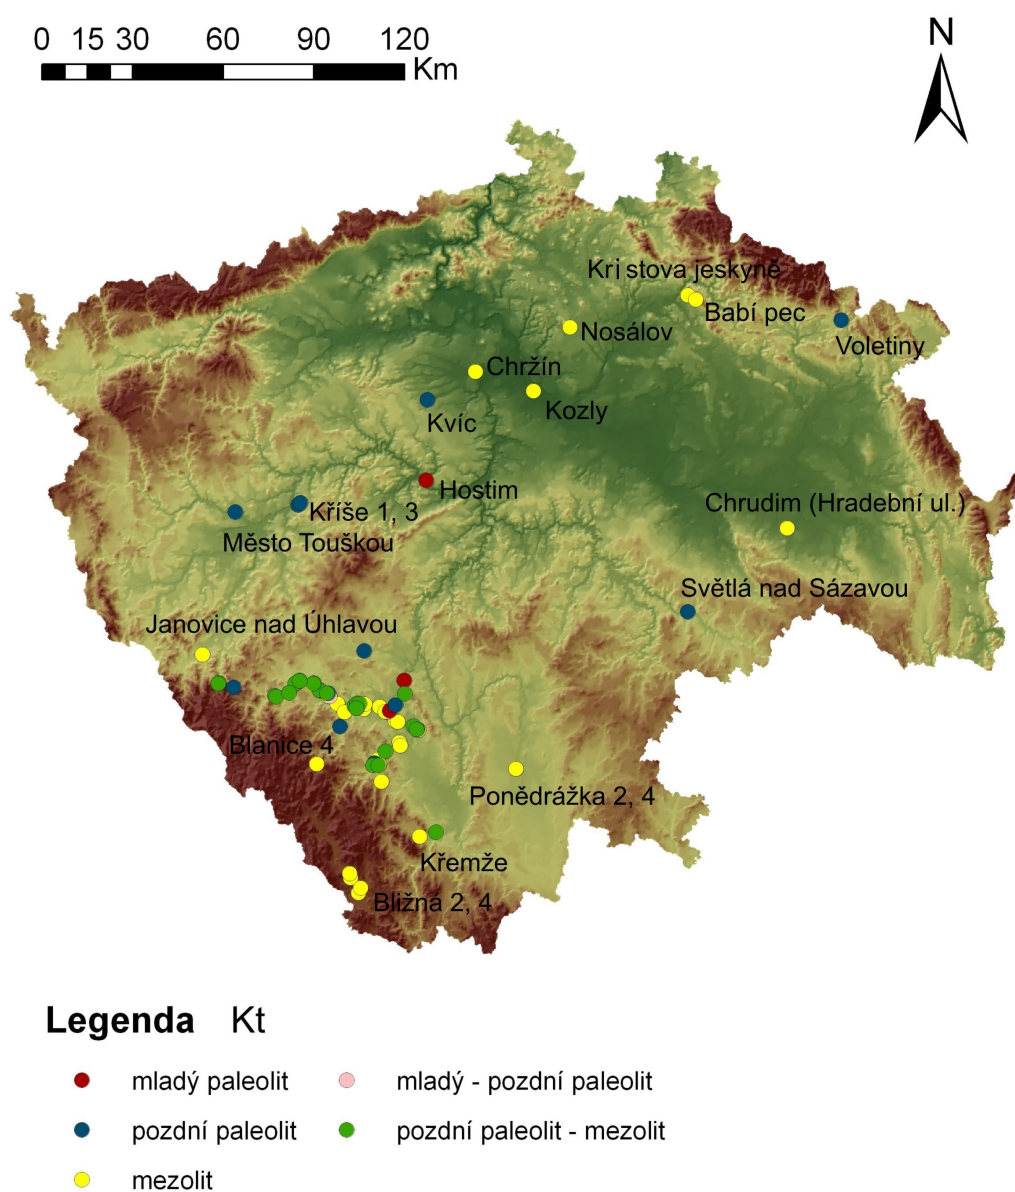 0 15 30 60 90 120
Km
N
Kri stova jeskyně
Babí pec
Nosálov
Voletiny
Chržín
Kozly
Kvíc
Hostim
Chrudim (Hradební ul.)
Kříše 1, 3
Město Touškou
Světlá nad Sázavou
Janovice nad Úhlavou
Blanice 4
Ponědrážka 2, 4
Křemže
Bližná 2, 4
Legenda Kt
mladý paleolit
mladý - pozdní paleolit
pozdní paleolit
pozdní paleolit - mezolit
mezolit